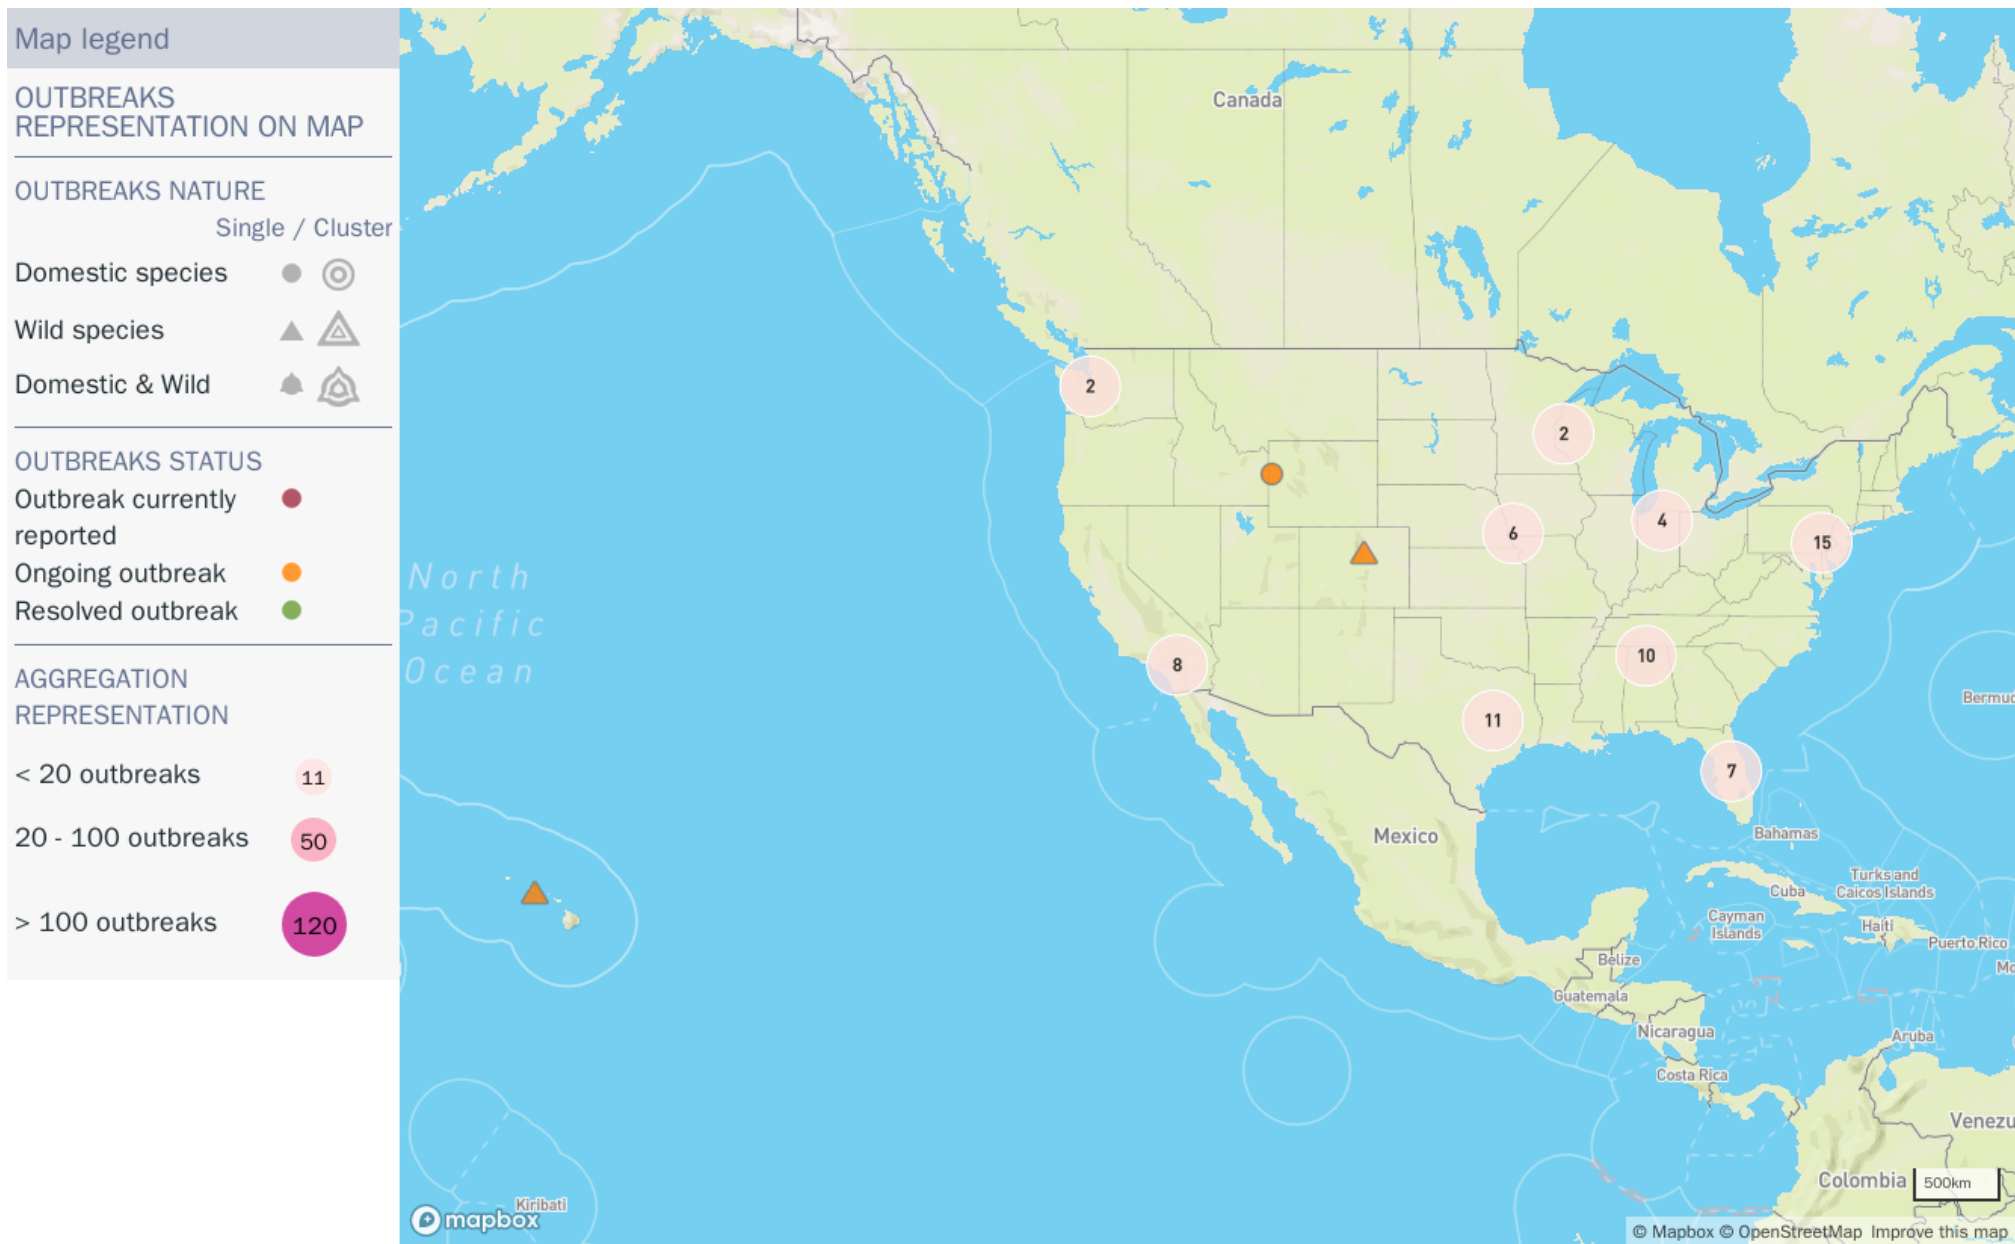 Map legend
OUTBREAKS
REPRESENTATION ON MAP
OUTBREAKS NATURE
Single / Cluster
Domestic species
Wild species
Domestic & Wild
OUTBREAKS STATUS
Outbreak currently
reported
Ongoing outbreak
Resolved outbreak
AGGREGATION
REPRESENTATION
< 20 outbreaks 11
20 - 100 outbreaks 50
> 100 outbreaks 120
Canada
2
2
6
4
15
North
Pacific
Ocean
8
10
11
7
Bermuc
Mexico
Bahamas
Turks and
Caicos Islands
Cuba
Cayman
Islands
Haiti
Puerto Rico
Mo
Belize
Guatemala
Nicaragua
Aruba
Costa Rica
Venezu
Colombia
500km
Kiribati
mapbox
© Mapbox © OpenStreetMap Improve this map